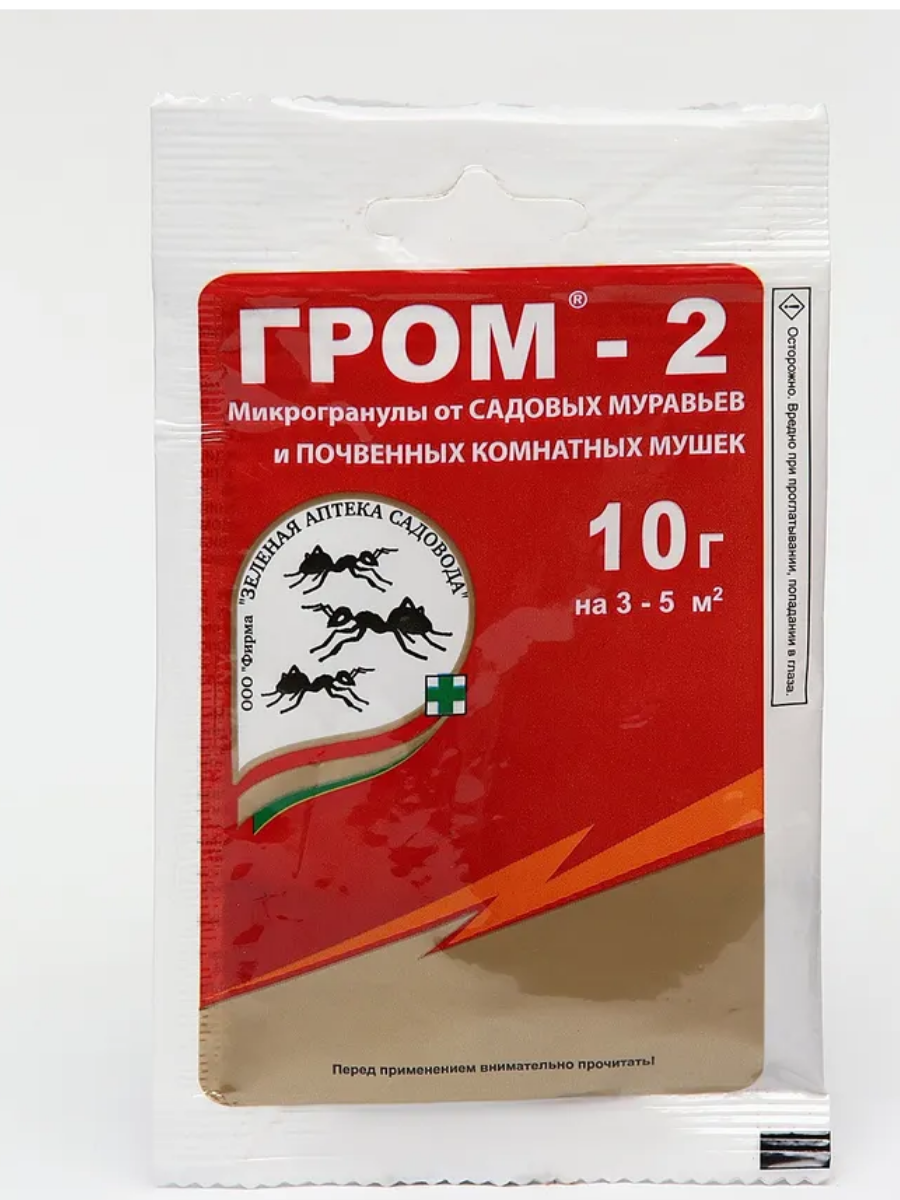 ГРОМ® - 2
Микрогранулы от САДОВЫХ МУРАВЬЕВ
и ПОЧВЕННЫХ КОМНАТНЫХ МУШЕК
10г
на 3 - 5 м²
ООО "Фирма "ЗЕЛЕНАЯ АПТЕКА САДОВОДА"
Осторожно. Вредно при проглатывании, попадании в глаза.
Перед применением внимательно прочитать!